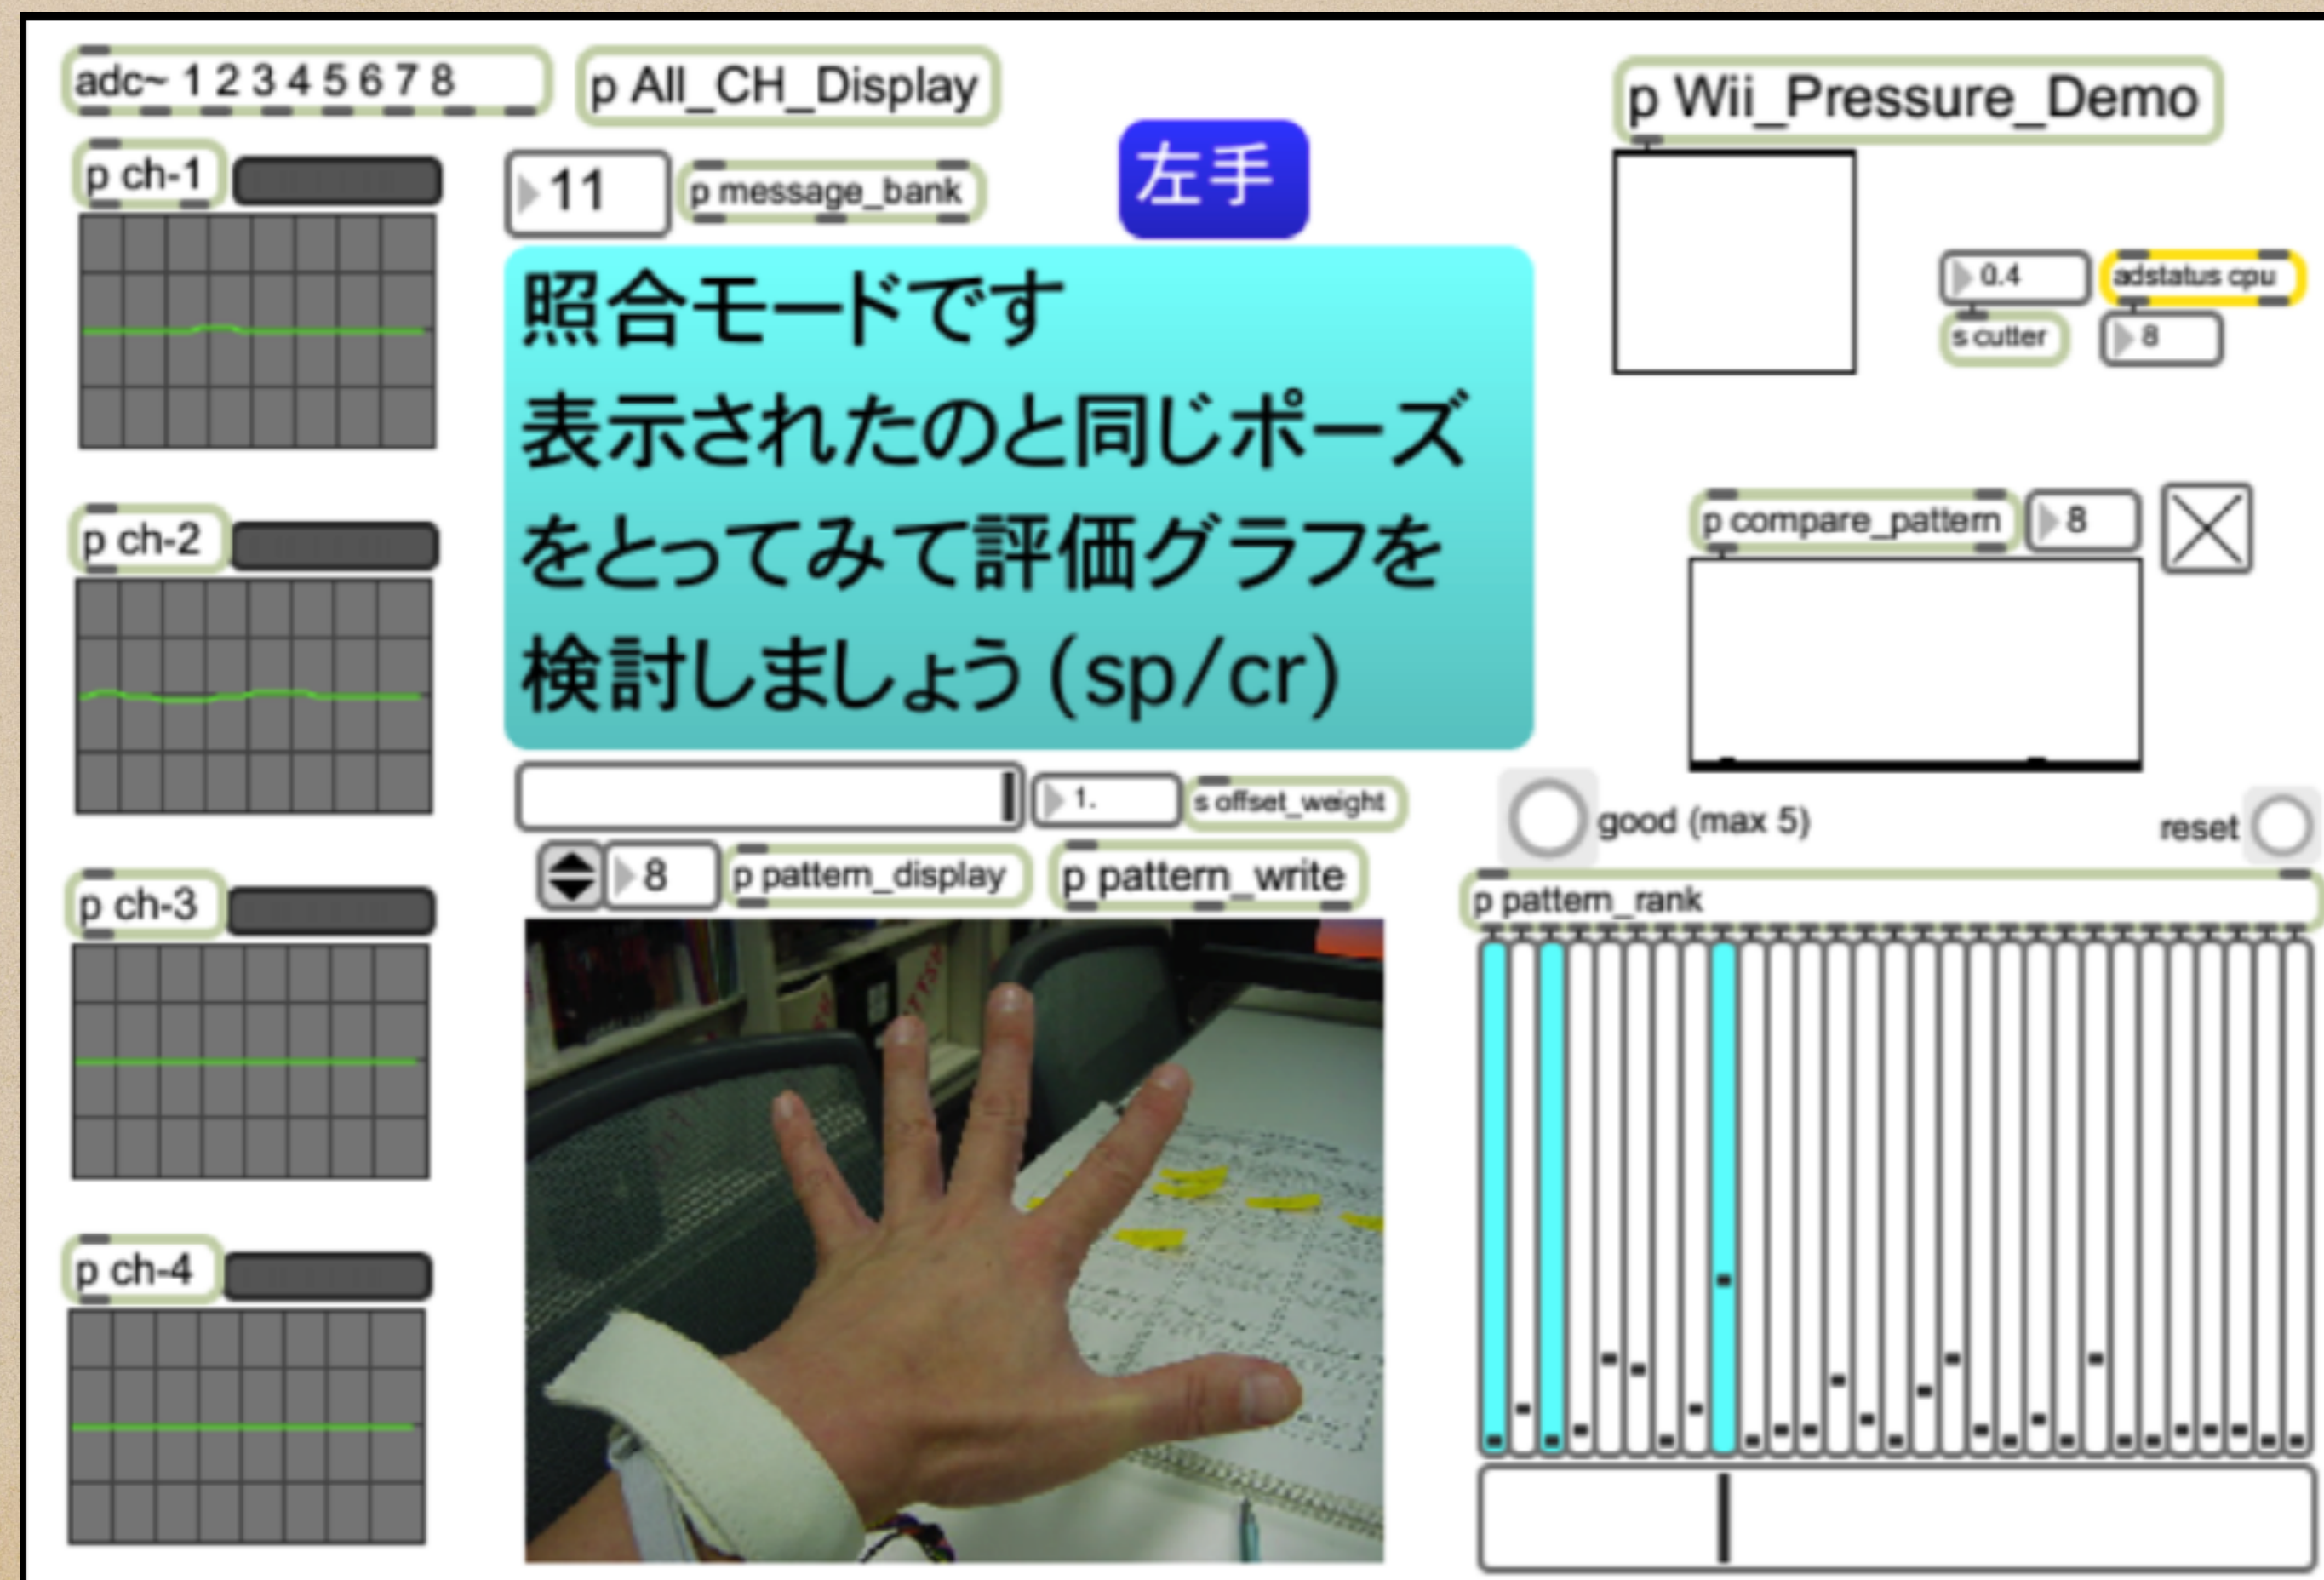 adc~ 1 2 3 4 5 6 7 8
p All_CH_Display
p Wii_Pressure_Demo
p ch-1
11
p message_bank
左手
照合モードです
表示されたのと同じポーズ
をとってみて評価グラフを
検討しましょう (sp/cr)
0.4
adstatus cpu
s cutter
8
p ch-2
p compare_pattern
8
1.
s offset_weight
good (max 5)
reset
8
p pattern_display
p pattern_write
p pattern_rank
p ch-3
p ch-4